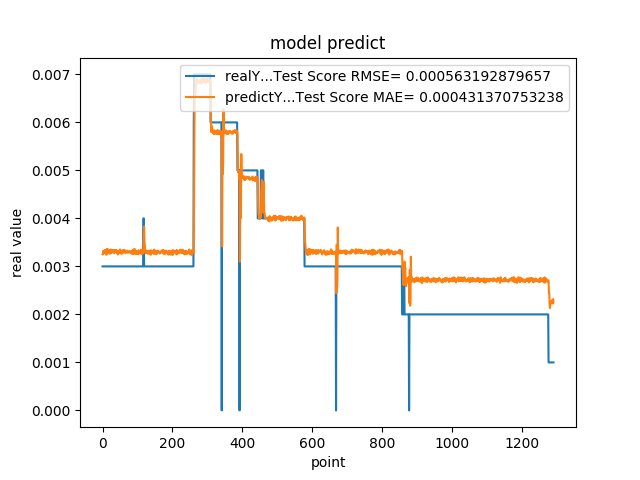 model predict
realY...Test Score RMSE= 0.000563192879657
predictY...Test Score MAE= 0.000431370753238
0.007
0.006
0.005
0.004
0.003
0.002
0.001
0.000
real value
0 200 400 600 800 1000 1200
point